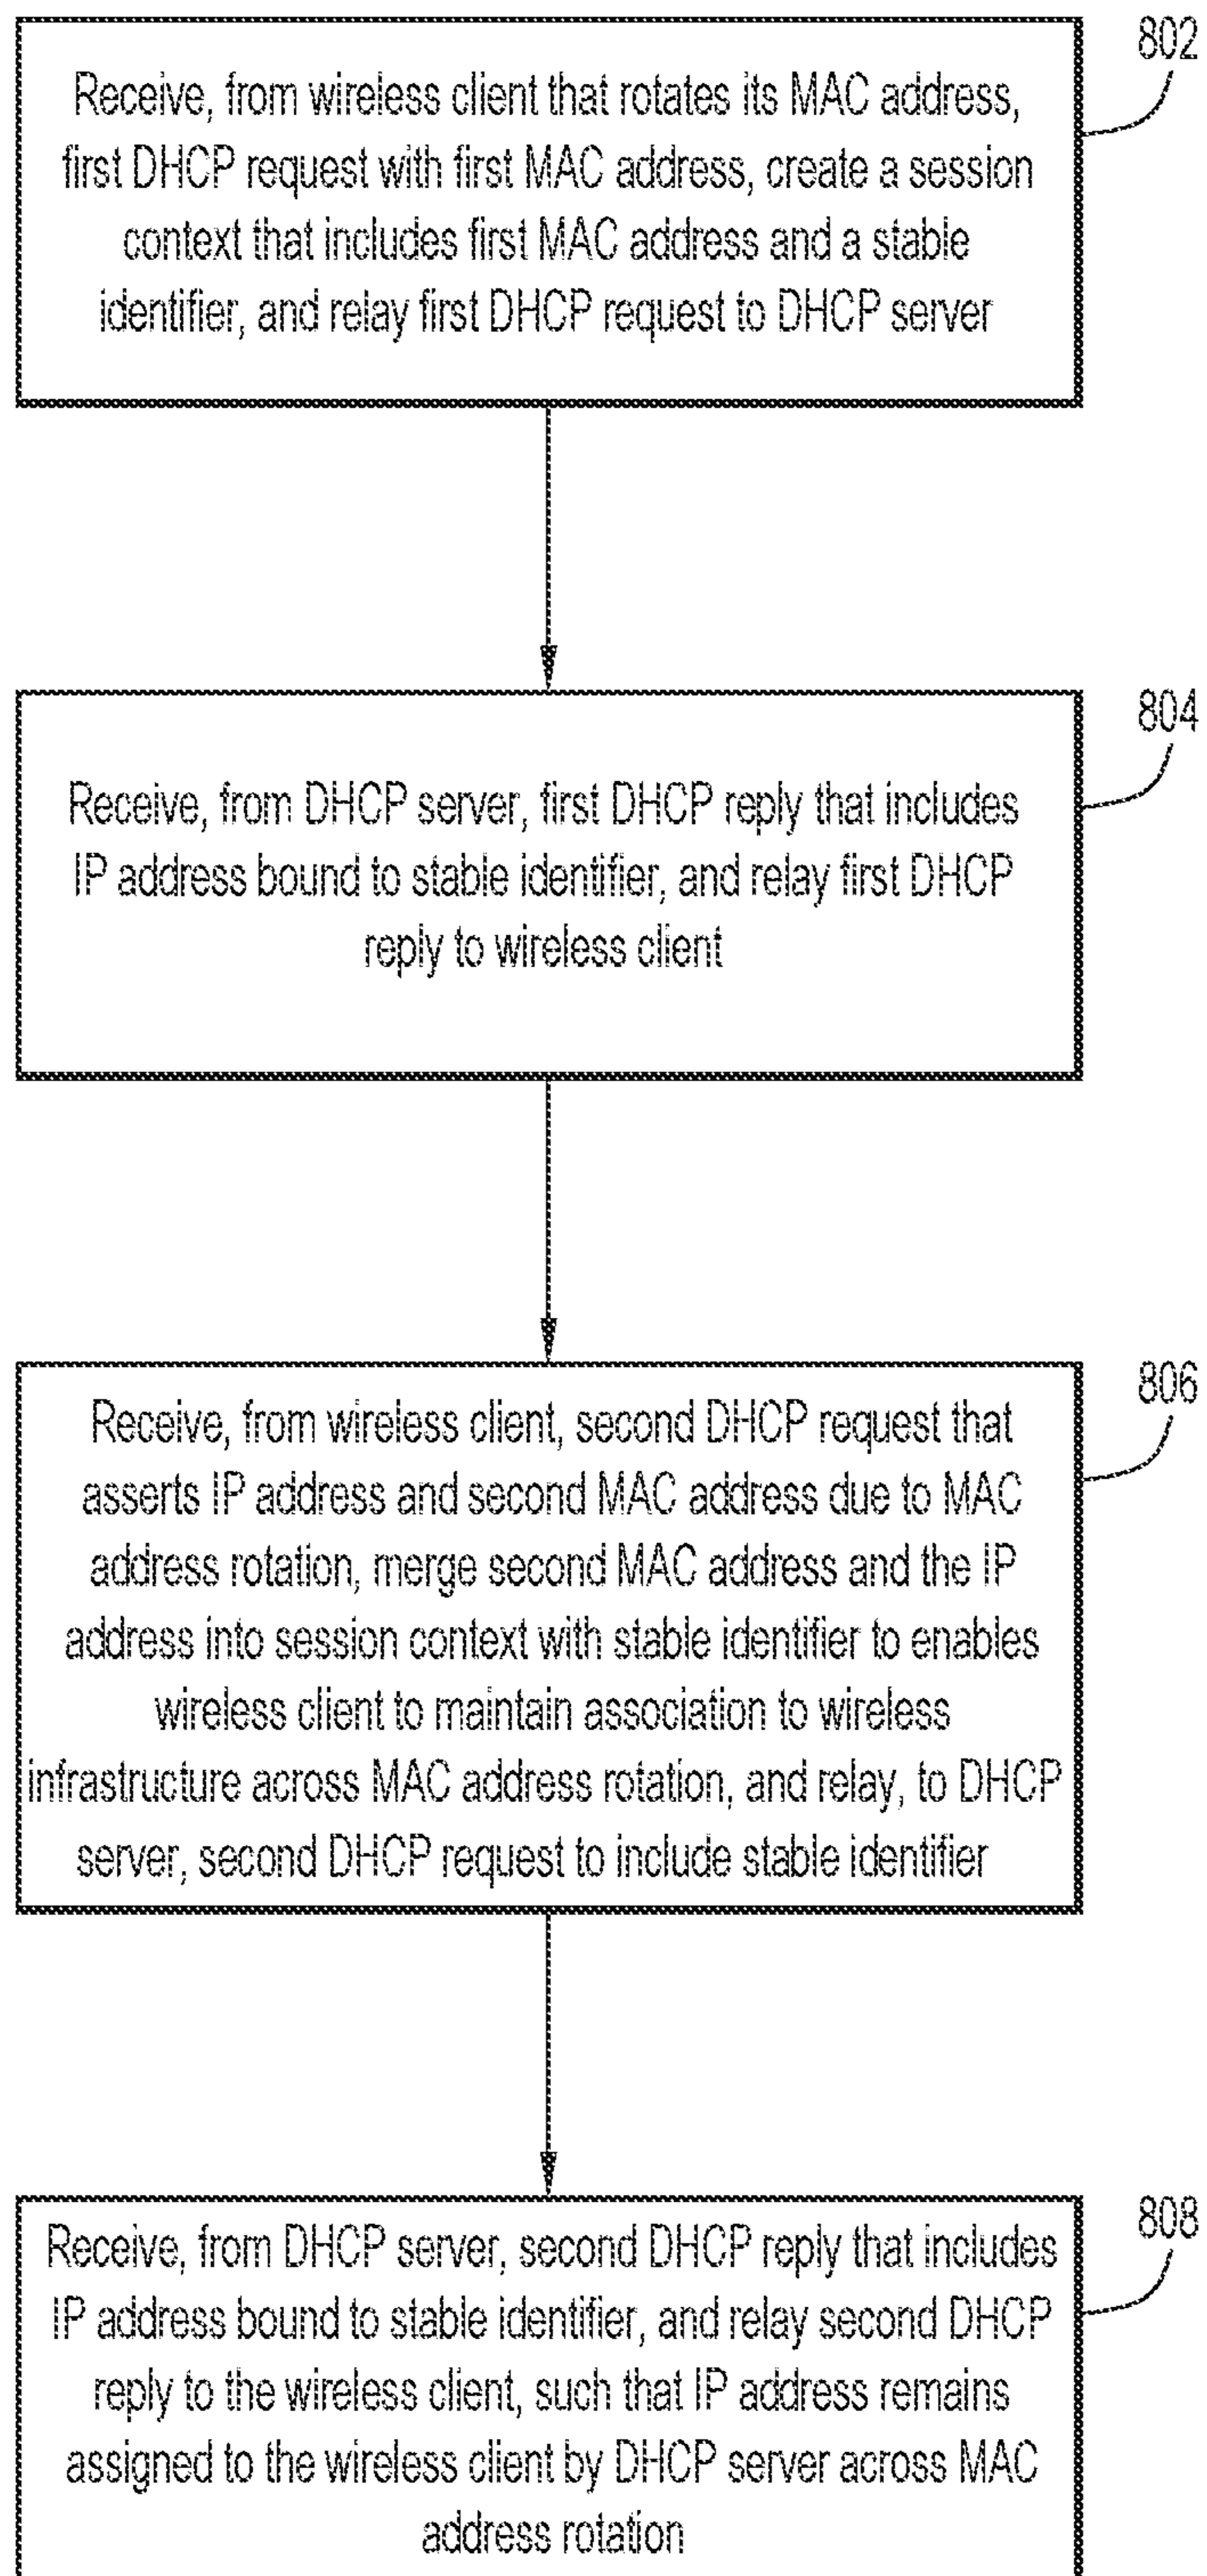 802
Receive, from wireless client that rotates its MAC address,
first DHCP request with first MAC address, create a session
context that includes first MAC address and a stable
identifier, and relay first DHCP request to DHCP server
804
Receive, from DHCP server, first DHCP reply that includes
IP address bound to stable identifier, and relay first DHCP
reply to wireless client
806
Receive, from wireless client, second DHCP request that
asserts IP address and second MAC address due to MAC
address rotation, merge second MAC address and the IP
address into session context with stable identifier to enables
wireless client to maintain association to wireless
infrastructure across MAC address rotation, and relay, to DHCP
server, second DHCP request to include stable identifier
808
Receive, from DHCP server, second DHCP reply that includes
IP address bound to stable identifier, and relay second DHCP
reply to the wireless client, such that IP address remains
assigned to the wireless client by DHCP server across MAC
address rotation